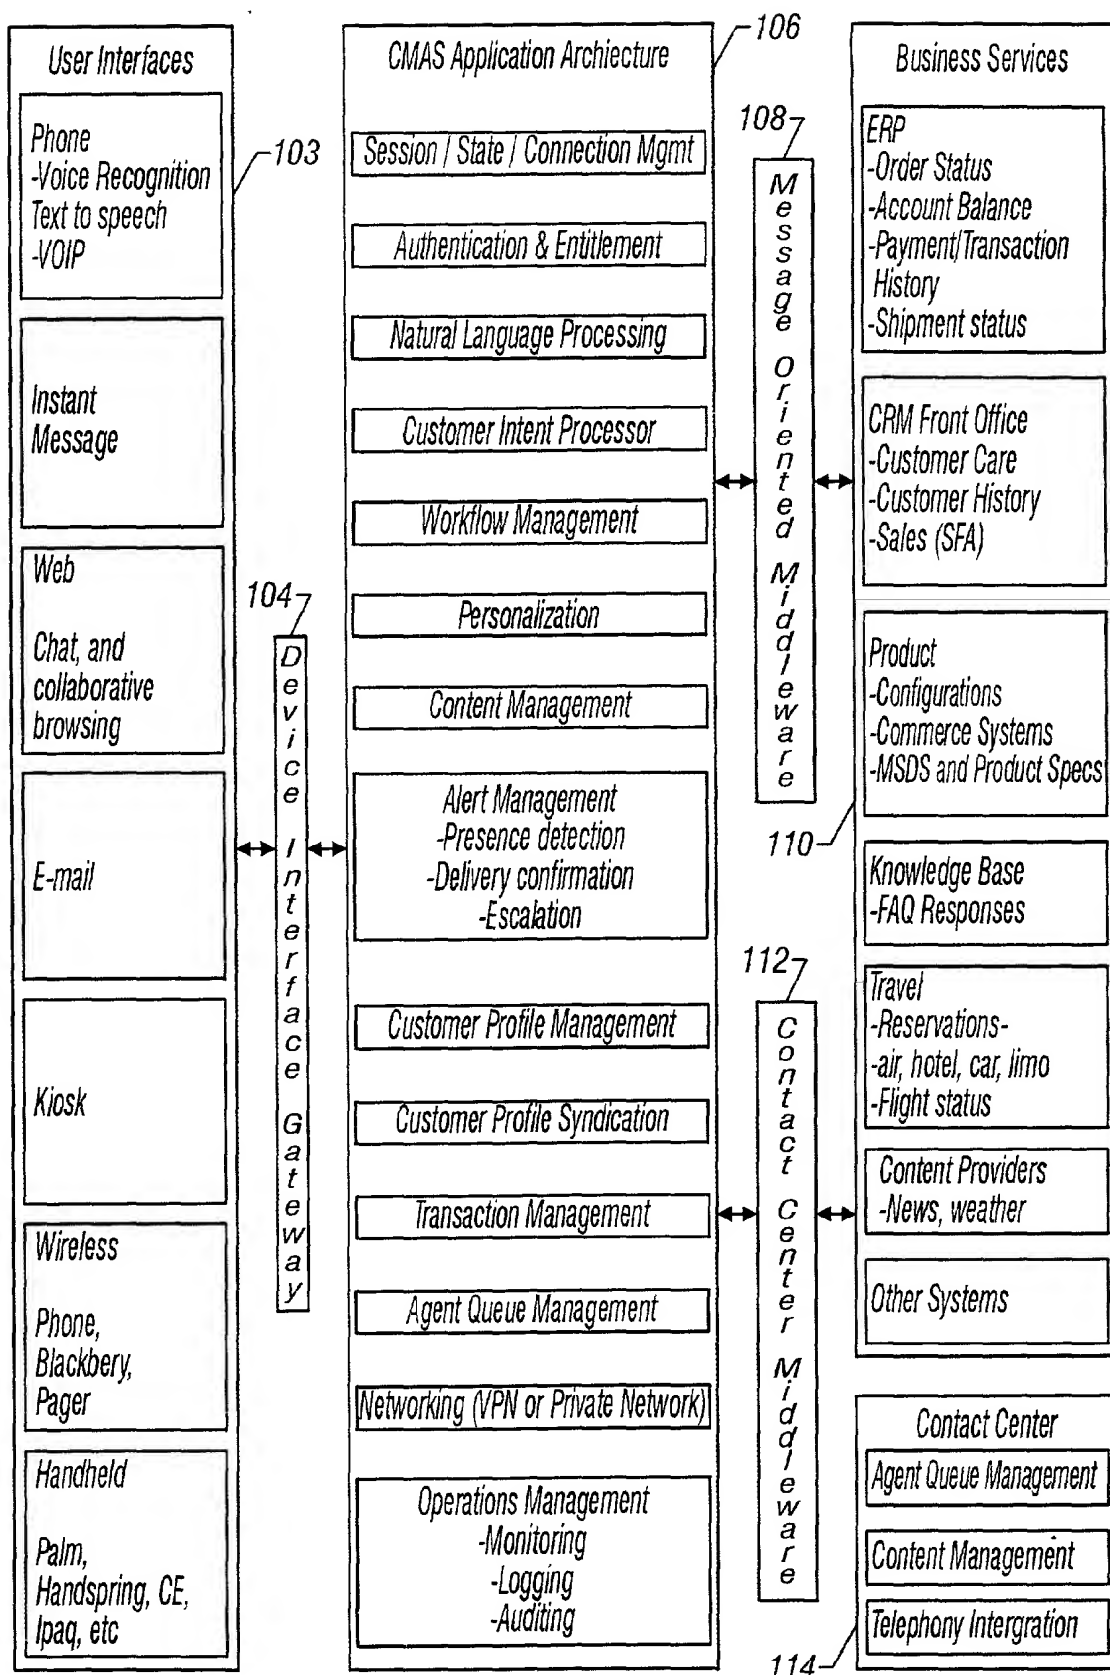 User Interfaces
Phone
-Voice Recognition
Text to speech
-VOIP
Instant
Message
Web
Chat, and
collaborative
browsing
E-mail
Kiosk
Wireless
Phone,
Blackbery,
Pager
Handheld
Palm,
Handspring, CE,
Ipaq, etc
103
104
Device Interface Gateway
CMAS Application Archiecture
106
Session / State / Connection Mgmt
Authentication & Entitlement
Natural Language Processing
Customer Intent Processor
Workflow Management
Personalization
Content Management
Alert Management
-Presence detection
-Delivery confirmation
-Escalation
Customer Profile Management
Customer Profile Syndication
Transaction Management
Agent Queue Management
Networking (VPN or Private Network)
Operations Management
-Monitoring
-Logging
-Auditing
108
Message Oriented Middleware
110
112
Contact Center Middleware
Business Services
ERP
-Order Status
-Account Balance
-Payment/Transaction
History
-Shipment status
CRM Front Office
-Customer Care
-Customer History
-Sales (SFA)
Product
-Configurations
-Commerce Systems
-MSDS and Product Specs
Knowledge Base
-FAQ Responses
Travel
-Reservations-
-air, hotel, car, limo
-Flight status
Content Providers
-News, weather
Other Systems
Contact Center
Agent Queue Management
Content Management
Telephony Intergration
114